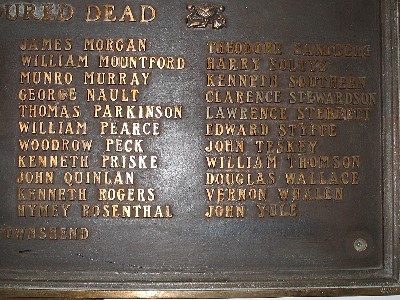 OURED DEAD
JAMES MORGAN
WILLIAM MOUNTFORD
MUNRO MURRAY
GEORGE NAULT
THOMAS PARKINSON
WILLIAM PEARCE
WOODROW PECK
KENNETH PRISKE
JOHN QUINLAN
KENNETH ROGERS
HYMEY ROSENTHAL
THEODORE
HARRY
KENNETH SOUTHERN
CLARENCE STEWARDSON
LAWRENCE
EDWARD STYFFE
JOHN TESKEY
WILLIAM THOMSON
DOUGLAS WALLACE
VERNON WHALEN
JOHN YULE
TOWNSHEND